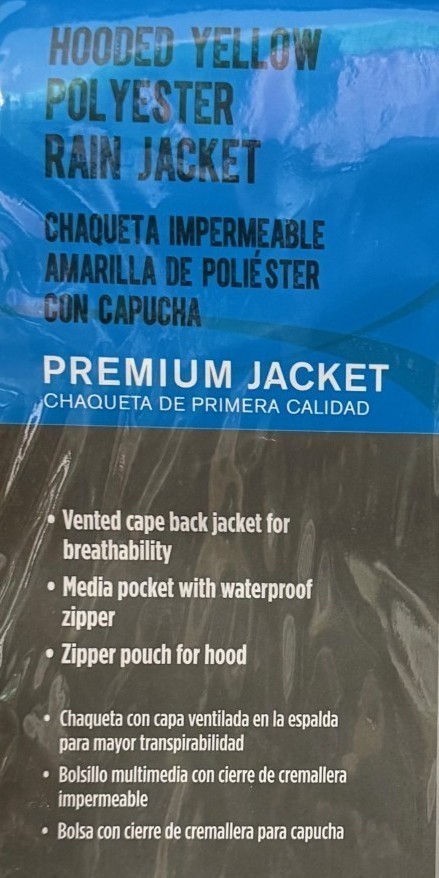 HOODED YELLOW
POLYESTER
RAIN JACKET
CHAQUETA IMPERMEABLE
AMARILLA DE POLIÉSTER
CON CAPUCHA
PREMIUM JACKET
CHAQUETA DE PRIMERA CALIDAD
• Vented cape back jacket for
breathability
• Media pocket with waterproof
zipper
• Zipper pouch for hood
• Chaqueta con capa ventilada en la espalda
para mayor transpirabilidad
• Bolsillo multimedia con cierre de cremallera
impermeable
• Bolsa con cierre de cremallera para capucha